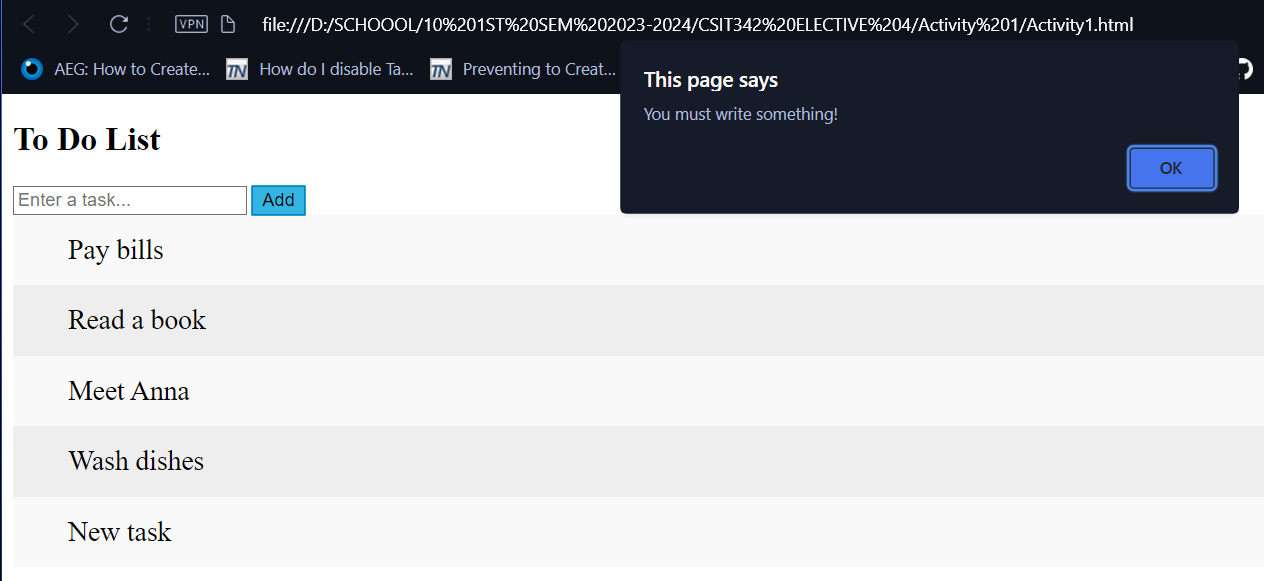 VPN file:///D:/SCHOOOL/10%201ST%20SEM%202023-2024/CSIT342%20ELECTIVE%204/Activity%201/Activity1.html
AEG: How to Create... TN How do I disable Ta... TN Preventing to Creat...
This page says
You must write something!
OK
To Do List
Enter a task... Add
Pay bills
Read a book
Meet Anna
Wash dishes
New task